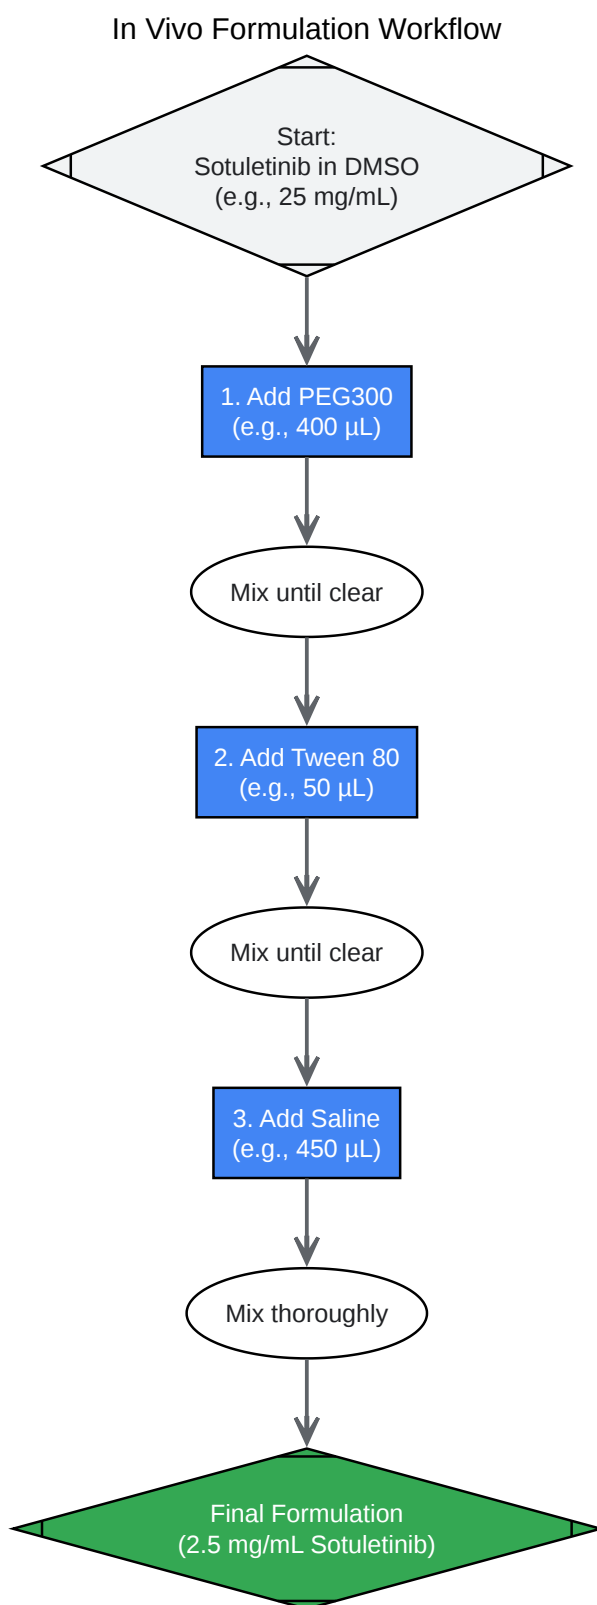 In Vivo Formulation Workflow
Start:
Sotuletinib in DMSO
(e.g., 25 mg/mL)
1. Add PEG300
(e.g., 400 µL)
Mix until clear
2. Add Tween 80
(e.g., 50 µL)
Mix until clear
3. Add Saline
(e.g., 450 µL)
Mix thoroughly
Final Formulation
(2.5 mg/mL Sotuletinib)